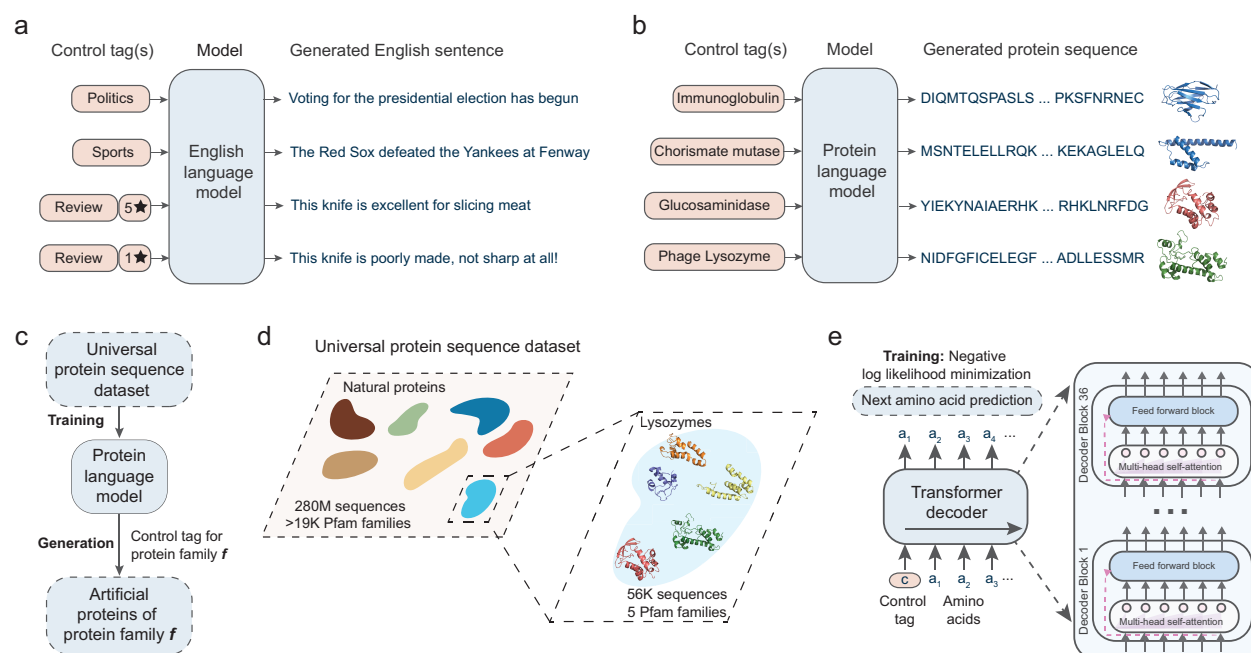 a
Control tag(s)
Model
Generated English sentence
Politics
Voting for the presidential election has begun
Sports
The Red Sox defeated the Yankees at Fenway
English
language
model
Review 5★
This knife is excellent for slicing meat
Review 1★
This knife is poorly made, not sharp at all!
b
Control tag(s)
Model
Generated protein sequence
Immunoglobulin
DIQMTQSPASLS ... PKSFNRNEC
Chorismate mutase
MSNTELELLRQK ... KEKAGLELQ
Protein
language
model
Glucosaminidase
YIEKYNAIAERHK ... RHKLNRFDG
Phage Lysozyme
NIDFGFICELEGF ... ADLLESSMR
c
Universal
protein sequence
dataset
Training
Protein
language
model
Generation
Control tag for
protein family f
Artificial
proteins of
protein family f
d
Universal protein sequence dataset
Natural proteins
280M sequences
>19K Pfam families
Lysozymes
56K sequences
5 Pfam families
e
Training: Negative
log likelihood minimization
Next amino acid prediction
a1 a2 a3 a4 ...
Transformer
decoder
c a1 a2 a3 ...
Control
tag
Amino
acids
Decoder Block 36
Feed forward block
Multi-head self-attention
...
Decoder Block 1
Feed forward block
Multi-head self-attention